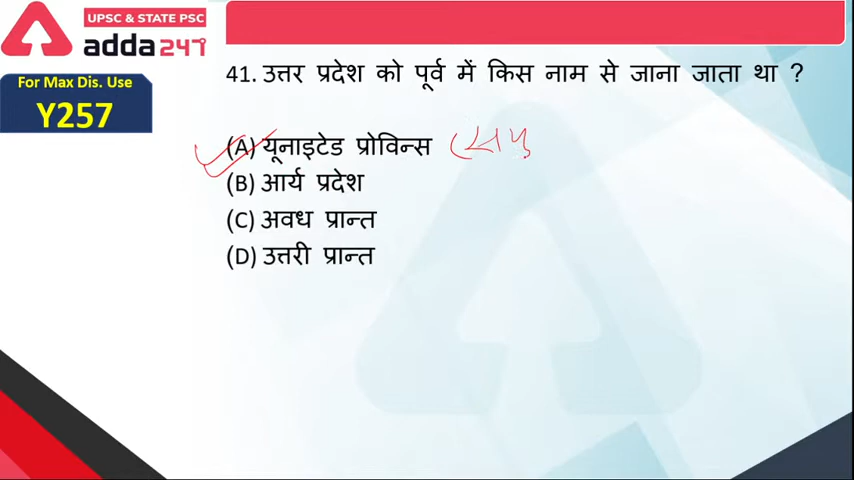 UPSC & STATE PSC
adda247
For Max Dis. Use
Y257
41. उत्तर प्रदेश को पूर्व में किस नाम से जाना जाता था ?
(A) यूनाइटेड प्रोविन्स
(B) आर्य प्रदेश
(C) अवध प्रान्त
(D) उत्तरी प्रान्त